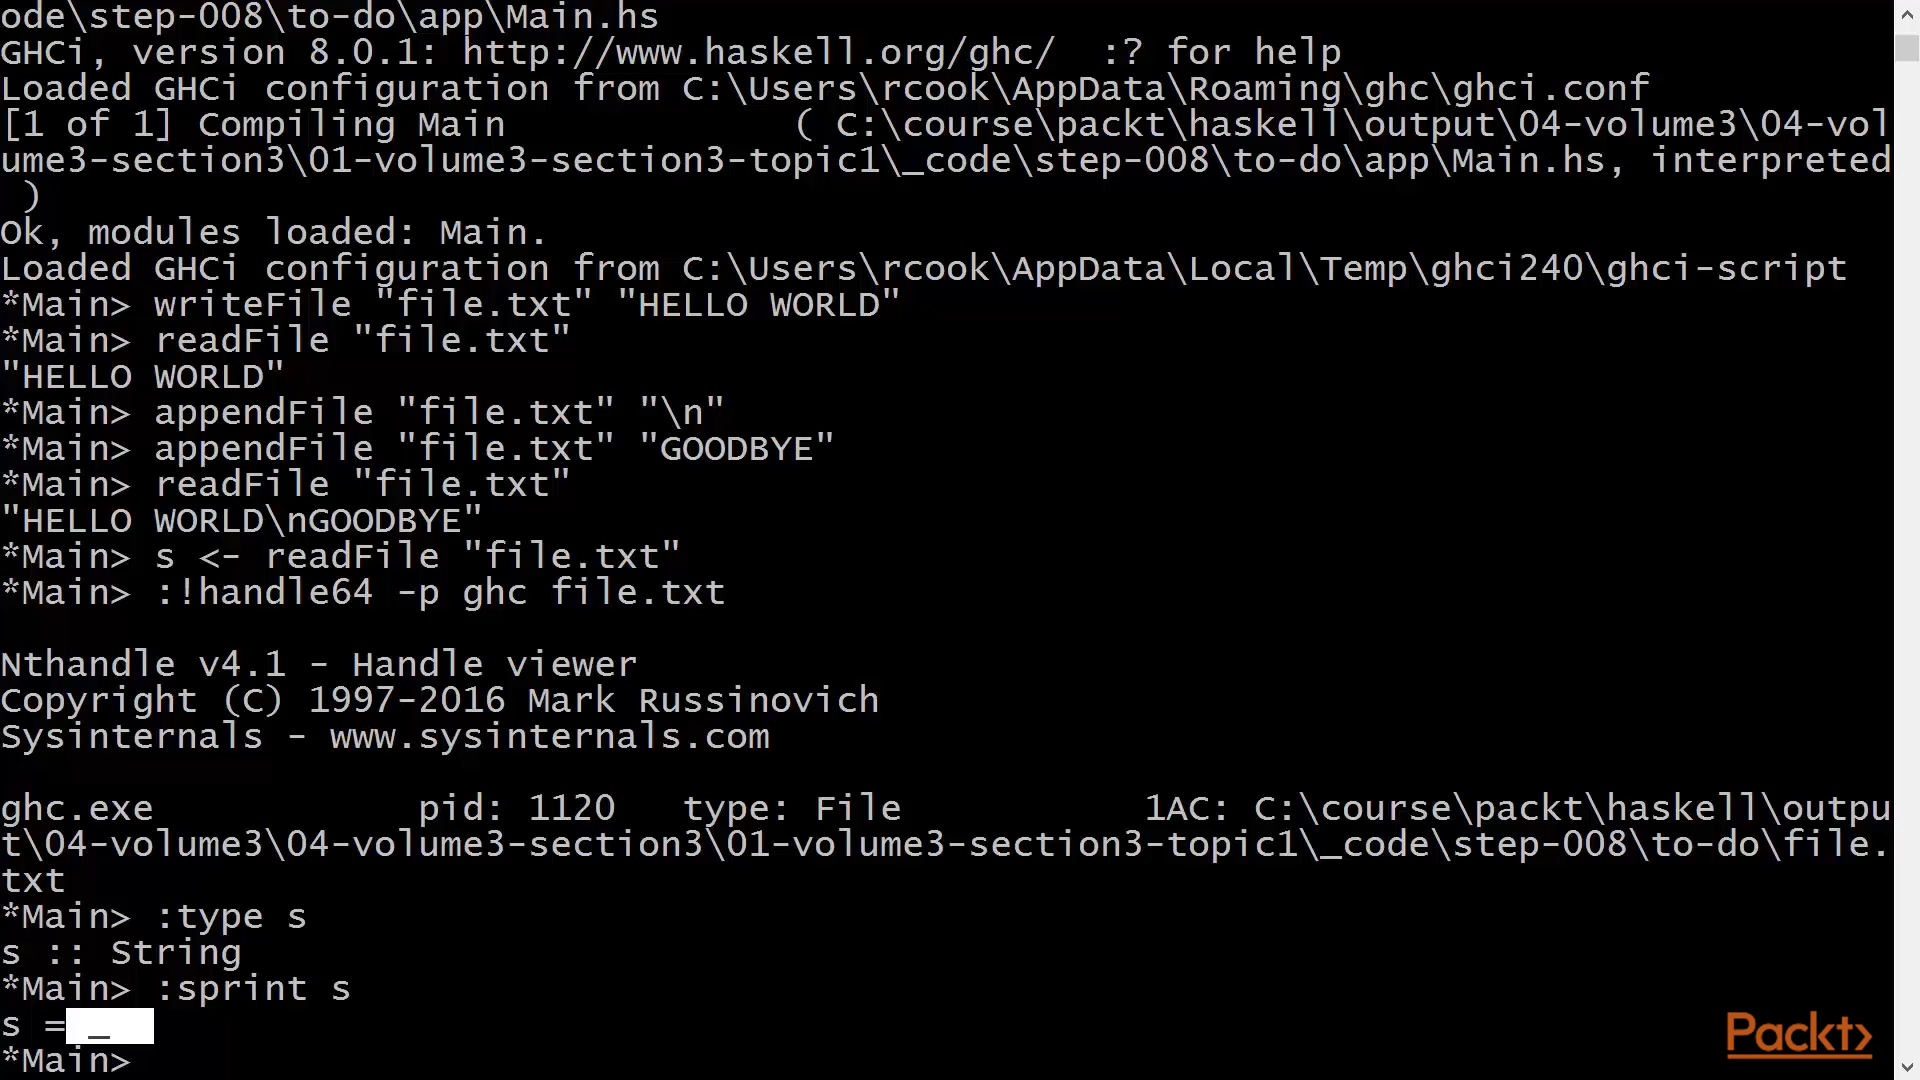 ode\step-008\to-do\app\Main.hs
GHCi, version 8.0.1: http://www.haskell.org/ghc/  :? for help
Loaded GHCi configuration from C:\Users\rcook\AppData\Roaming\ghc\ghci.conf
[1 of 1] Compiling Main             ( C:\course\packt\haskell\output\04-volume3\04-vol
ume3-section3\01-volume3-section3-topic1\_code\step-008\to-do\app\Main.hs, interpreted
 )
Ok, modules loaded: Main.
Loaded GHCi configuration from C:\Users\rcook\AppData\Local\Temp\ghci240\ghci-script
*Main> writeFile "file.txt" "HELLO WORLD"
*Main> readFile "file.txt"
"HELLO WORLD"
*Main> appendFile "file.txt" "\n"
*Main> appendFile "file.txt" "GOODBYE"
*Main> readFile "file.txt"
"HELLO WORLD\nGOODBYE"
*Main> s <- readFile "file.txt"
*Main> :!handle64 -p ghc file.txt

Nthandle v4.1 - Handle viewer
Copyright (C) 1997-2016 Mark Russinovich
Sysinternals - www.sysinternals.com

ghc.exe            pid: 1120   type: File           1AC: C:\course\packt\haskell\outpu
t\04-volume3\04-volume3-section3\01-volume3-section3-topic1\_code\step-008\to-do\file.
txt
*Main> :type s
s :: String
*Main> :sprint s
s = _
*Main>
Packt>